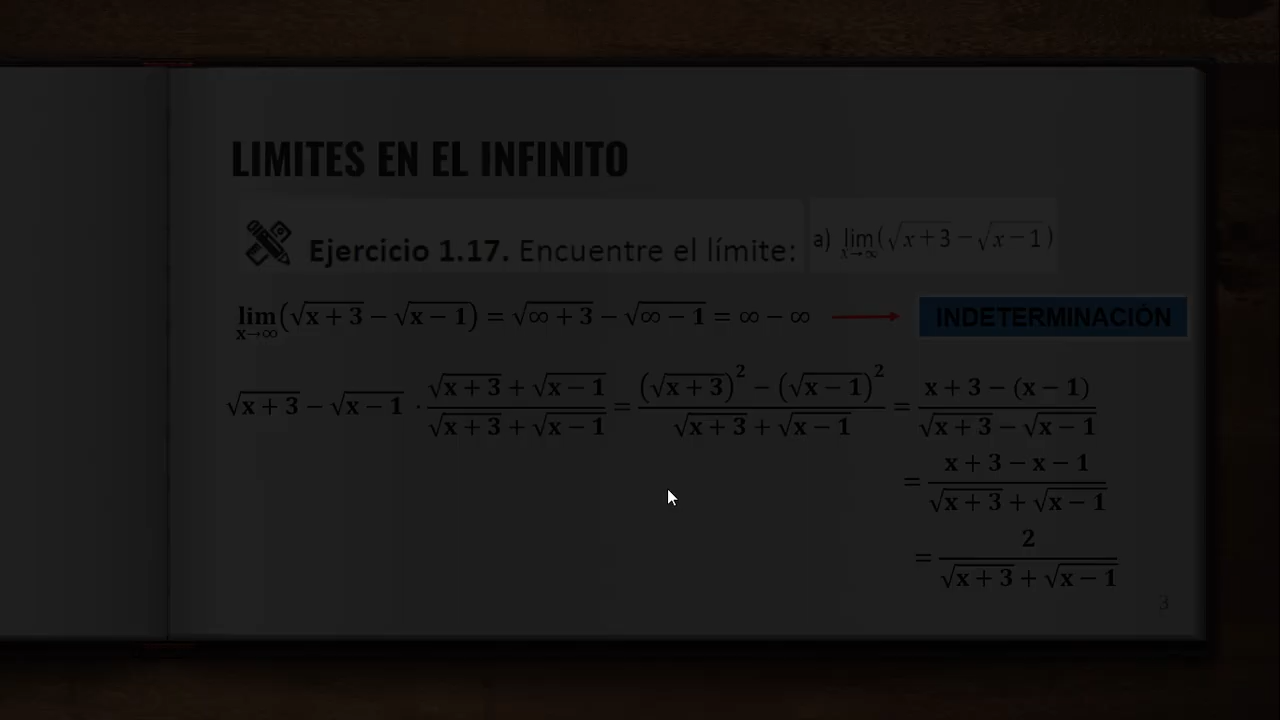 LIMITES EN EL INFINITO
Ejercicio 1.17. Encuentre el límite: a) lim x→∞ (√(x+3) − √(x−1))
lim x→∞ (√(x + 3) − √(x − 1)) = √(∞ + 3) − √(∞ − 1) = ∞ − ∞ → INDETERMINACIÓN
√(x + 3) − √(x − 1) · (√(x + 3) + √(x − 1))/(√(x + 3) + √(x − 1)) = ((√(x + 3))² − (√(x − 1))²)/(√(x + 3) + √(x − 1)) = (x + 3 − (x − 1))/(√(x + 3) − √(x − 1))
= (x + 3 − x − 1)/(√(x + 3) + √(x − 1))
= 2/(√(x + 3) + √(x − 1))
3